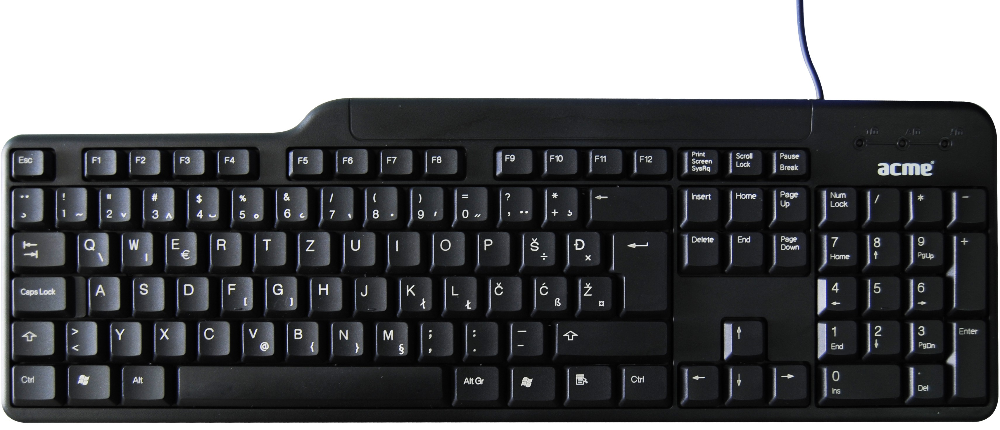 Esc F1 F2 F3 F4 F5 F6 F7 F8 F9 F10 F11 F12 Print Screen SysRq Scroll Lock Pause Break
acme®
¨ ¸ ! 1 ~ " 2 ˇ # 3 ^ $ 4 ˘ % 5 ° & 6 ˛ / 7 ` ( 8 ˙ ) 9 ´ = 0 ˝ ? ' ¨ * + ¸ ← Insert Home Page Up Num Lock / * −
Q \ W | E € R T Z U I O P Š ÷ Đ × Delete End Page Down 7 Home 8 ↑ 9 PgUp +
Caps Lock A S D F [ G ] H J K ł L Ł Č Ć ß Ž ¤ 4 ← 5 6 →
⇧ > < Y X C V @ B { N } M § ; , : . _ - ⇧ ↑ 1 End 2 ↓ 3 PgDn Enter
Ctrl Alt Alt Gr Ctrl ← ↓ → 0 Ins . Del